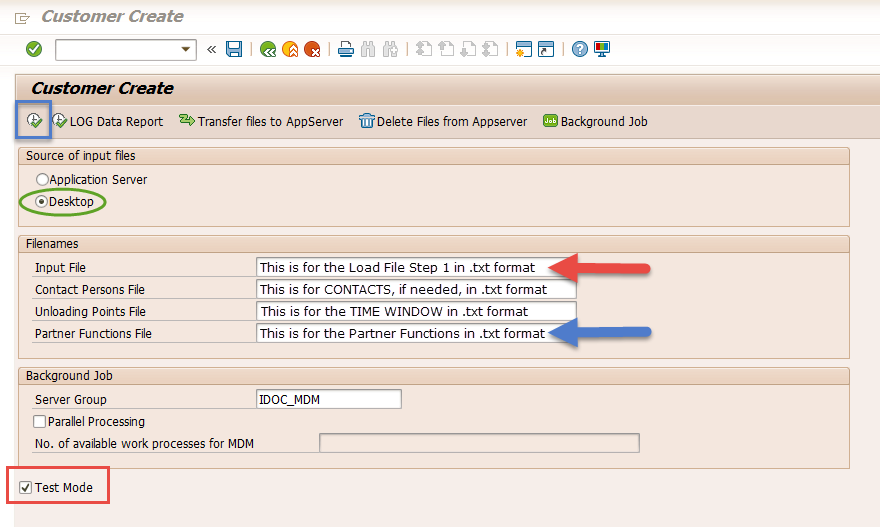 Customer Create
Customer Create
LOG Data Report Transfer files to AppServer Delete Files from Appserver Job Background Job
Source of input files
Application Server
Desktop
Filenames
Input File This is for the Load File Step 1 in .txt format
Contact Persons File This is for CONTACTS, if needed, in .txt format
Unloading Points File This is for the TIME WINDOW in .txt format
Partner Functions File This is for the Partner Functions in .txt format
Background Job
Server Group IDOC_MDM
Parallel Processing
No. of available work processes for MDM
Test Mode